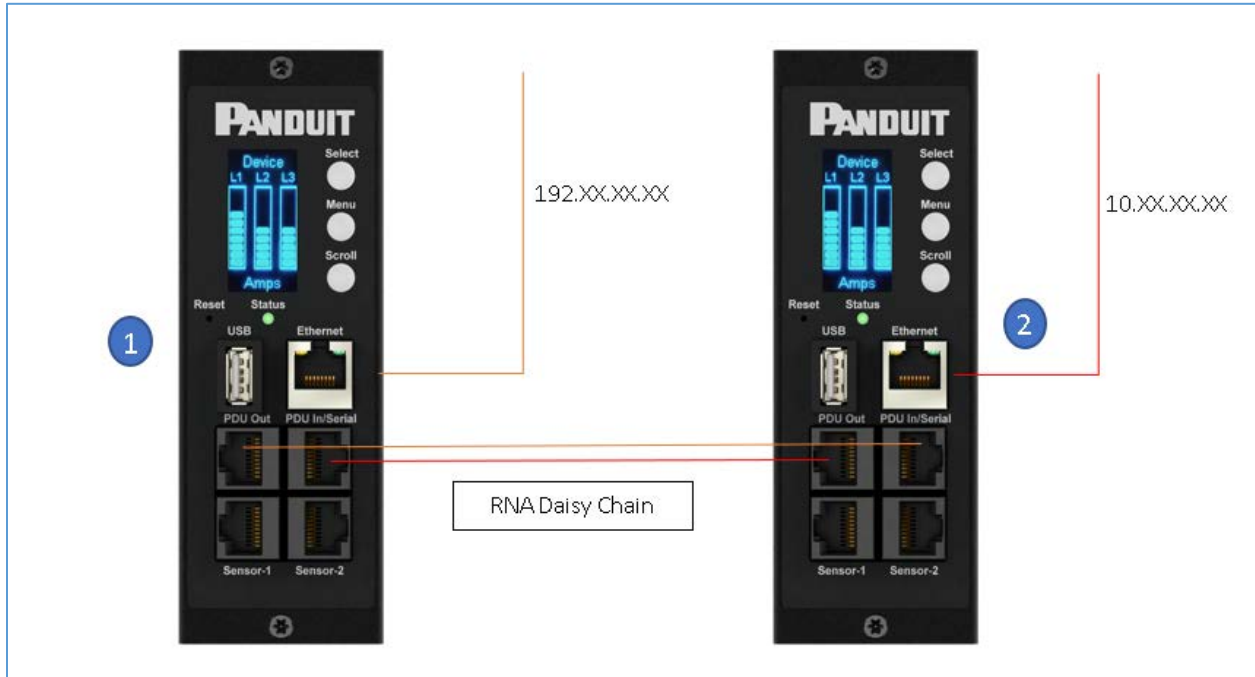 PANDUIT
Device
L1 L2 L3
Amps
Select
Menu
Scroll
Reset Status
USB Ethernet
PDU Out PDU In/Serial
Sensor-1 Sensor-2
1
192.XX.XX.XX
RNA Daisy Chain
PANDUIT
Device
L1 L2 L3
Amps
Select
Menu
Scroll
Reset Status
USB Ethernet
PDU Out PDU In/Serial
Sensor-1 Sensor-2
2
10.XX.XX.XX